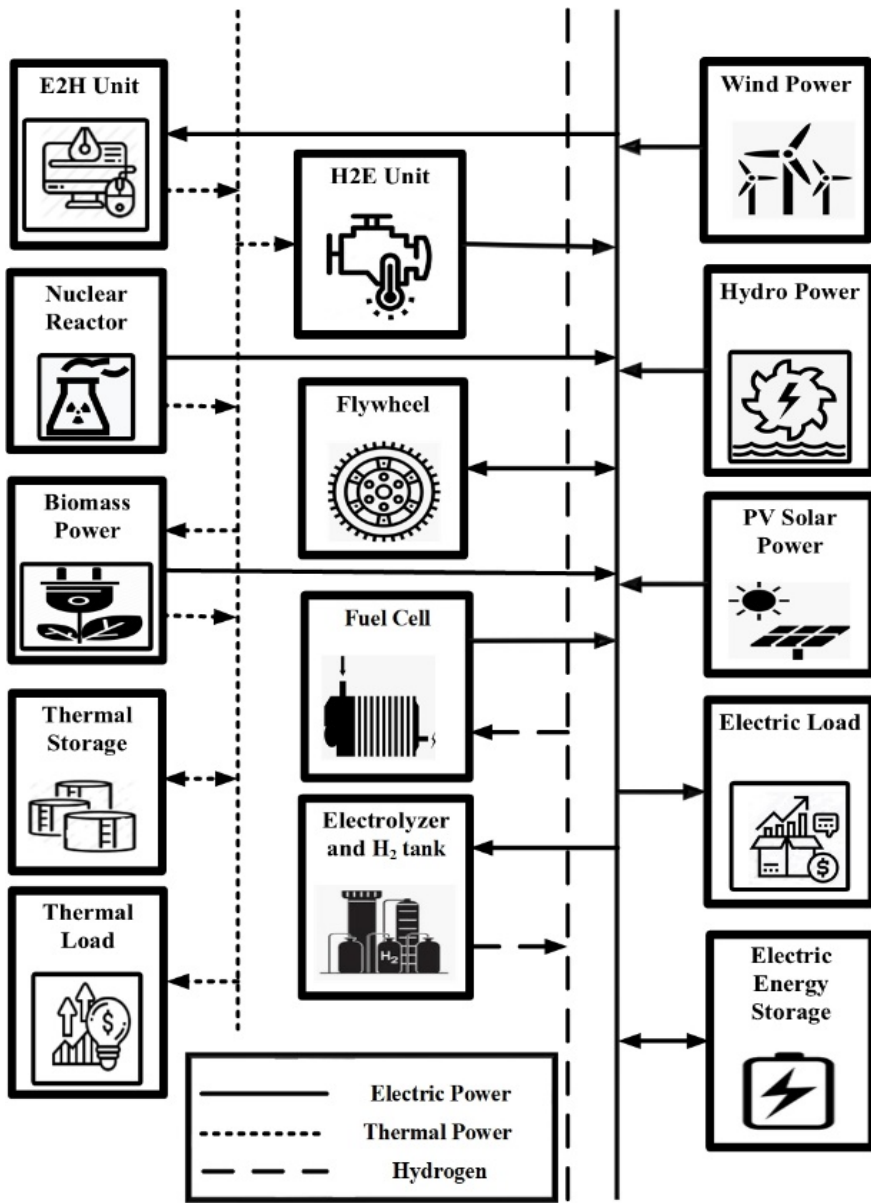 E2H Unit
Wind Power
H2E Unit
Nuclear
Reactor
Hydro Power
Flywheel
Biomass
Power
PV Solar
Power
Fuel Cell
Thermal
Storage
Electric Load
Electrolyzer
and H₂ tank
H₂
$
Thermal
Load
$
Electric
Energy
Storage
Electric Power
Thermal Power
Hydrogen